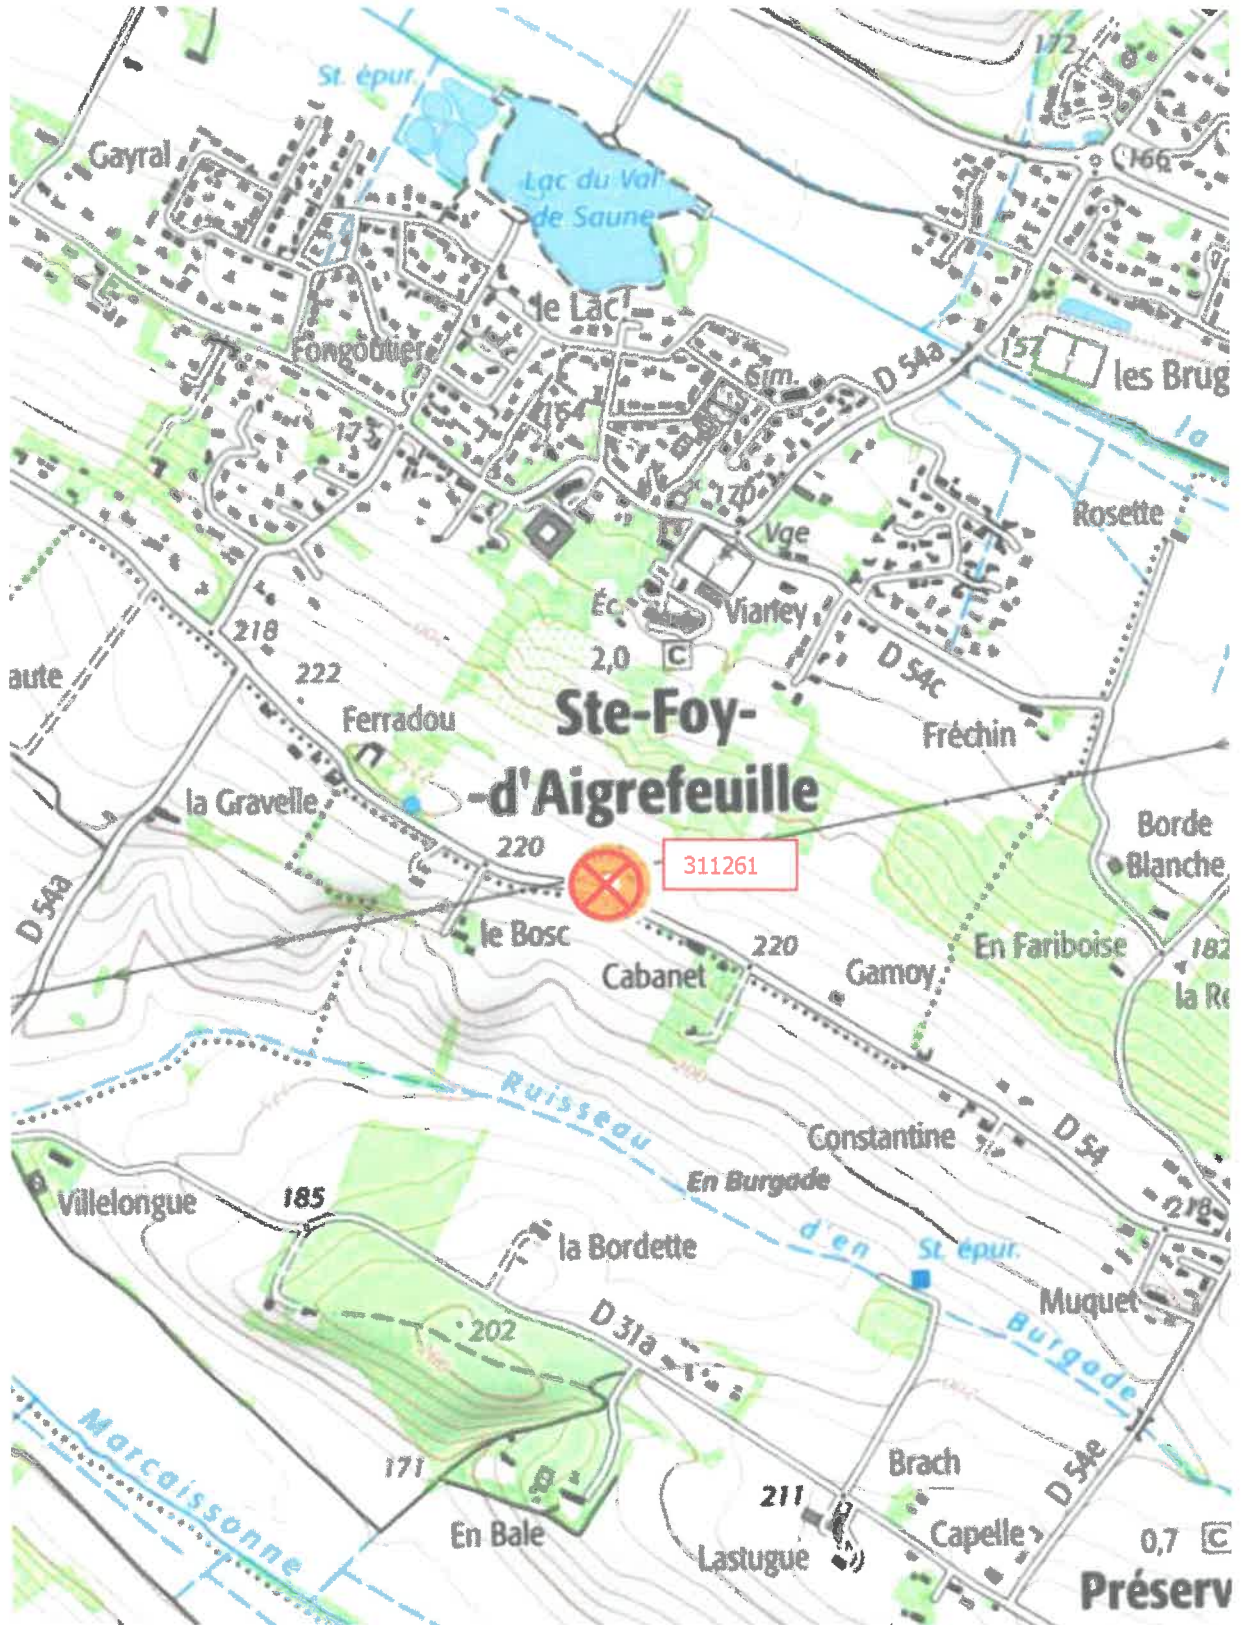 172
St. épur.
Gayral
166
Lac du Val
de Saune
le Lac
Fongoutier
157
D 54a
Gim.
les Brug
164
173
la
170
Rosette
Vge
Éc.
Viarley
218
2,0 C
D 54c
222
aute
Ste-Foy-
Ferradou
Fréchin
-d'Aigrefeuille
la Gravelle
Borde
Blanche
220
311261
D 54a
le Bosc
220
En Fariboise
182
Cabanet
Gamoy
la Re
200
Ruisseau
Constantine
D 54
En Burgade
Villelongue
185
218
d'en
St. épur.
la Bordette
Muquet
D 31a
202
Burgade
Marcaissonne
171
Brach
D 54e
211
En Bale
Capelle
0,7 C
Lastugue
Préserv